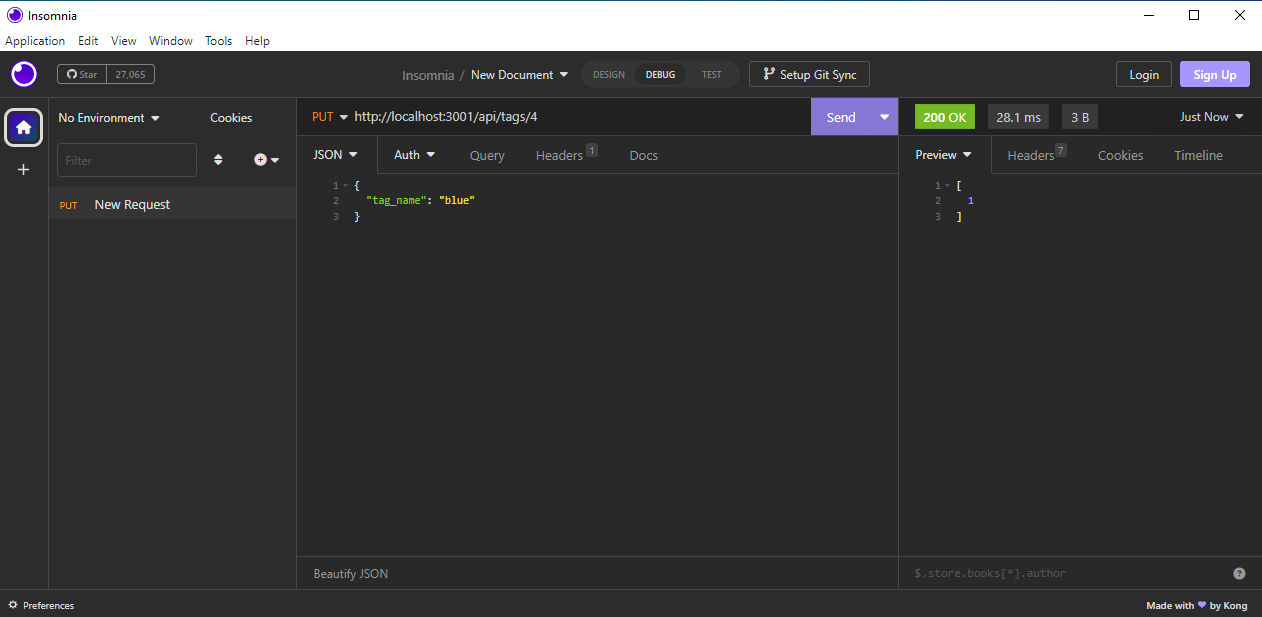 Insomnia
Application Edit View Window Tools Help
Star 27,065 Insomnia / New Document DESIGN DEBUG TEST Setup Git Sync Login Sign Up
No Environment Cookies PUT http://localhost:3001/api/tags/4 Send 200 OK 28.1 ms 3 B Just Now
Filter JSON Auth Query Headers 1 Docs Preview Headers 7 Cookies Timeline
PUT New Request
1 {
2 "tag_name": "blue"
3 }
1 [
2 1
3 ]
Beautify JSON $.store.books[*].author ?
Preferences Made with ❤ by Kong